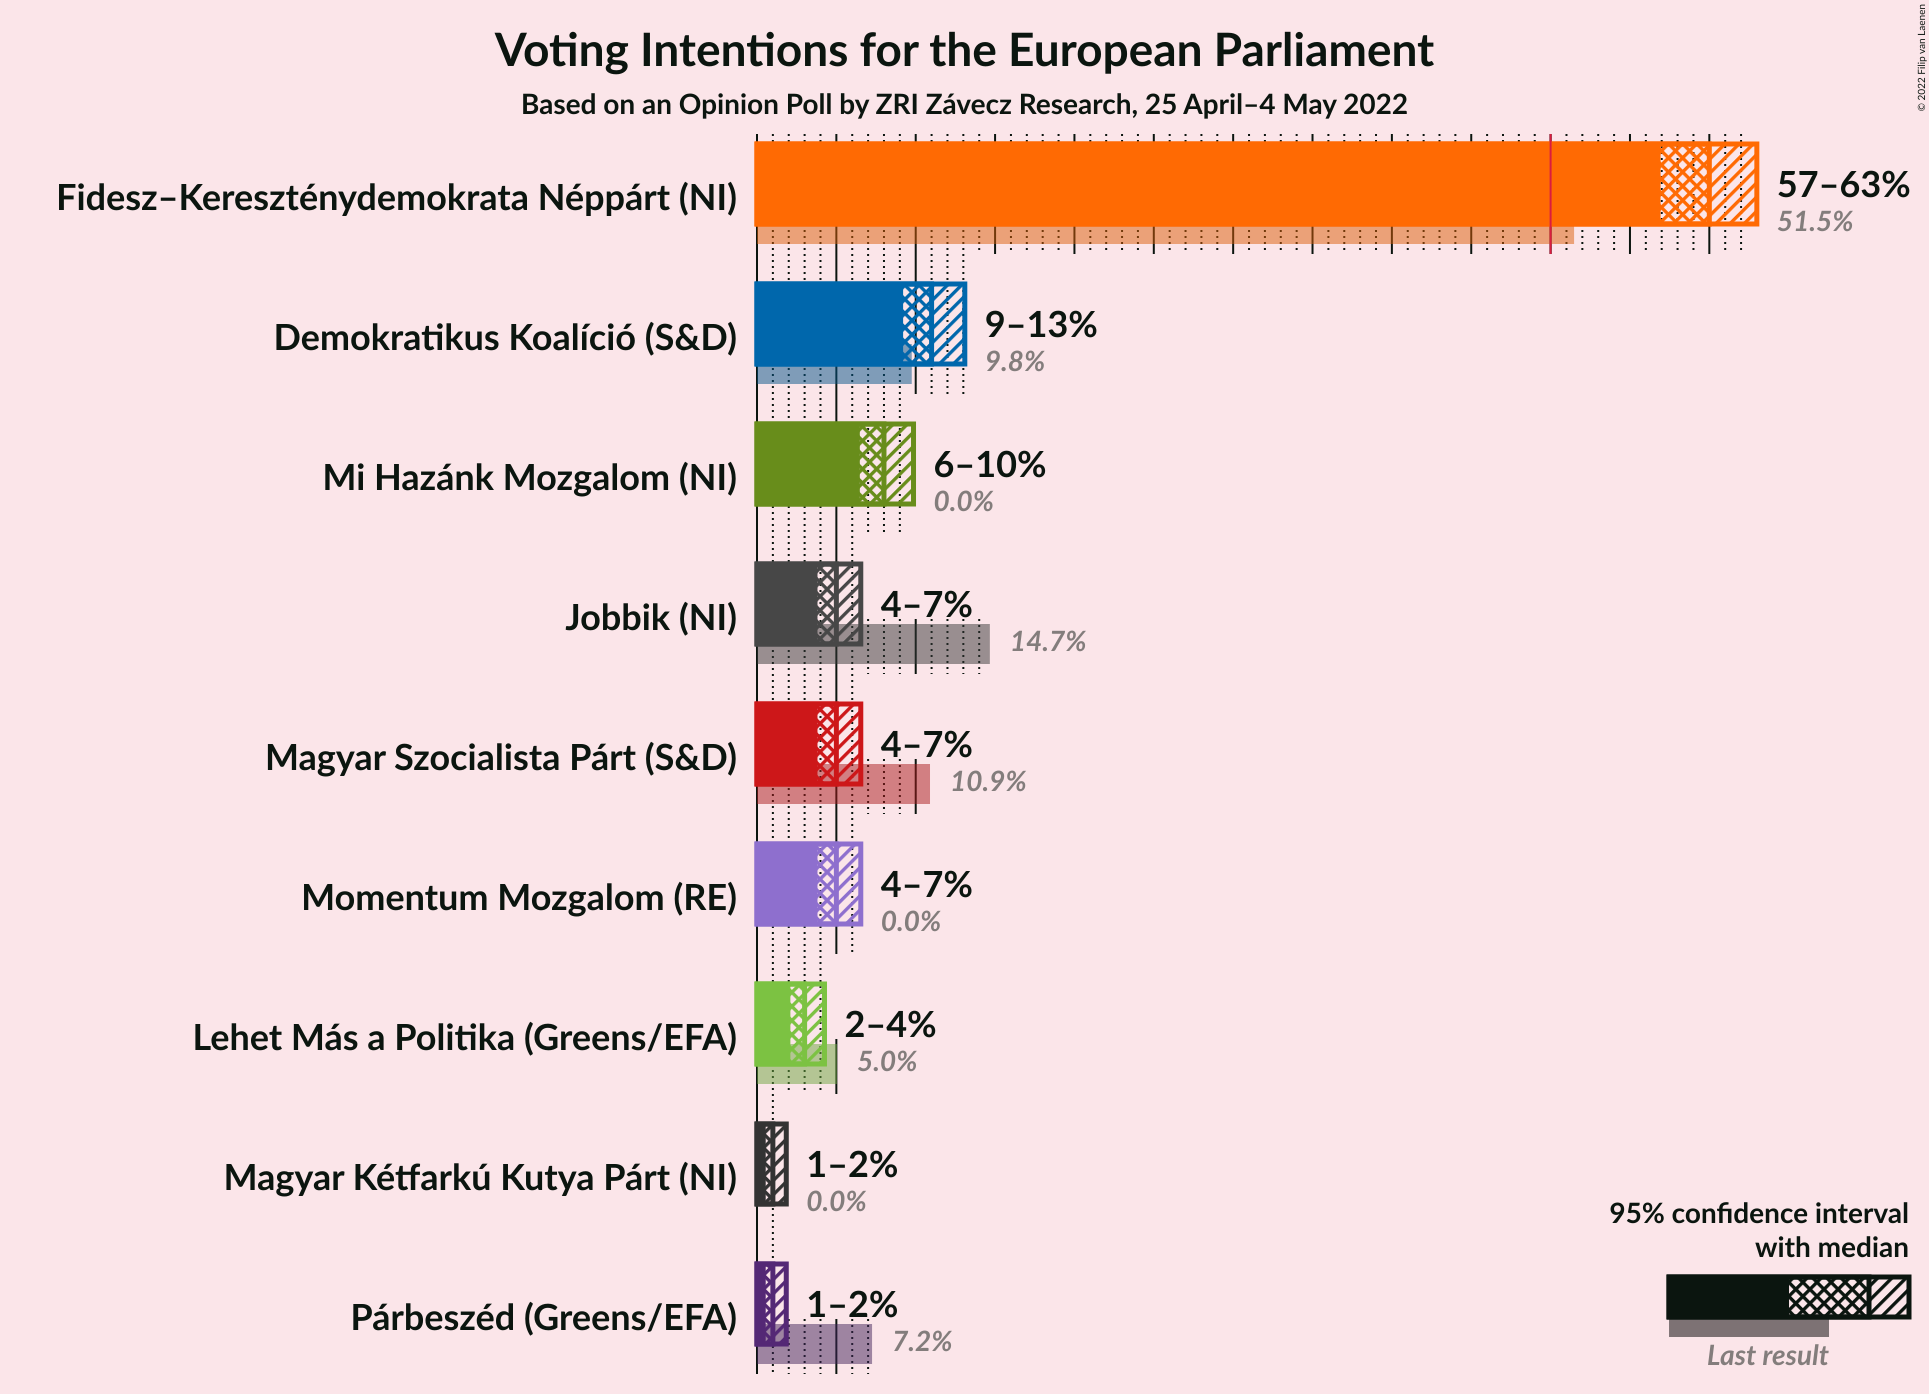 Voting Intentions for the European Parliament
Based on an Opinion Poll by ZRI Závecz Research, 25 April–4 May 2022
© 2022 Filip van Laenen
Fidesz–Kereszténydemokrata Néppárt (NI)
57–63%
51.5%
Demokratikus Koalíció (S&D)
9–13%
9.8%
Mi Hazánk Mozgalom (NI)
6–10%
0.0%
Jobbik (NI)
4–7%
14.7%
Magyar Szocialista Párt (S&D)
4–7%
10.9%
Momentum Mozgalom (RE)
4–7%
0.0%
Lehet Más a Politika (Greens/EFA)
2–4%
5.0%
Magyar Kétfarkú Kutya Párt (NI)
1–2%
0.0%
Párbeszéd (Greens/EFA)
1–2%
7.2%
95% confidence interval
with median
Last result